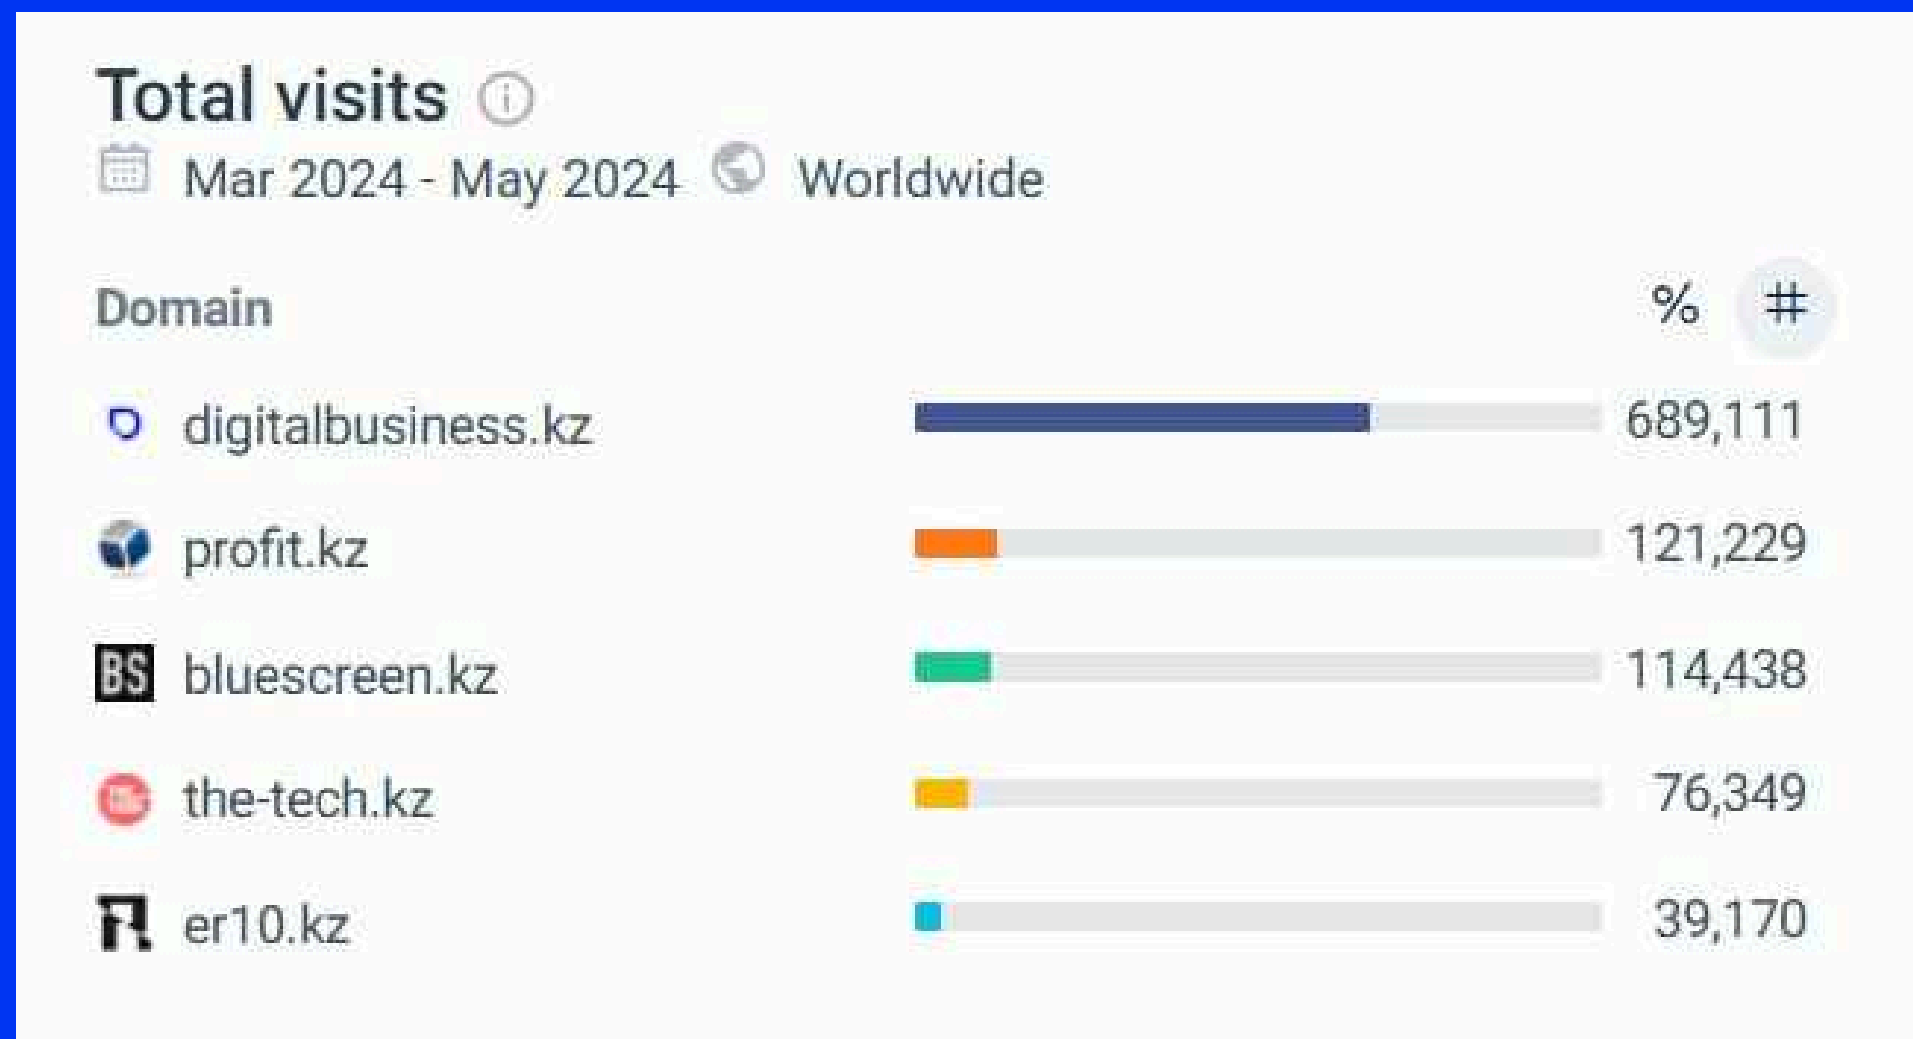 Total visits
Mar 2024 - May 2024 Worldwide
Domain % #
digitalbusiness.kz 689,111
profit.kz 121,229
BS bluescreen.kz 114,438
the-tech.kz 76,349
er10.kz 39,170